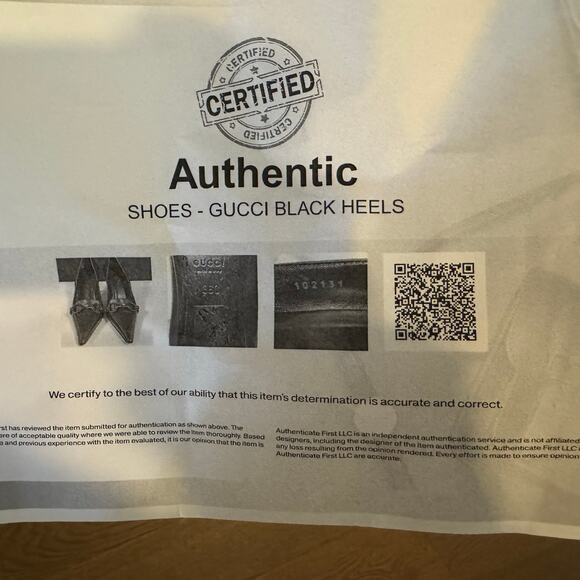 CERTIFIED
CERTIFIED
CERTIFIED
Authentic
SHOES - GUCCI BLACK HEELS
GUCCI
102131
We certify to the best of our ability that this item's determination is accurate and correct.
rst has reviewed the item submitted for authentication as shown above. The
ere of acceptable quality where we were able to review the item thoroughly. Based
e and previous experience with the item evaluated, it is our opinion that the item is
Authenticate First LLC is an independent authentication service and is not affiliated
designers, including the designer of the item authenticated. Authenticate First LLC
any loss resulting from the opinion rendered. Every effort is made to ensure opinion
Authenticate First LLC are accurate.